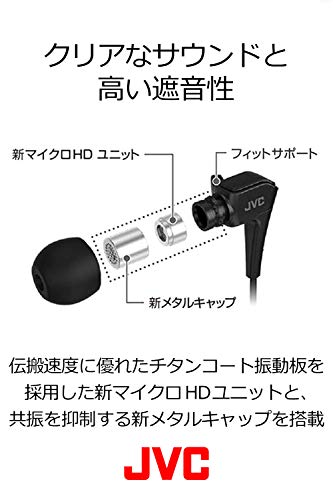 クリアなサウンドと
高い遮音性
新マイクロHD ユニット
フィットサポート
JVC
新メタルキャップ
伝搬速度に優れたチタンコート振動板を
採用した新マイクロHDユニットと、
共振を抑制する新メタルキャップを搭載
JVC